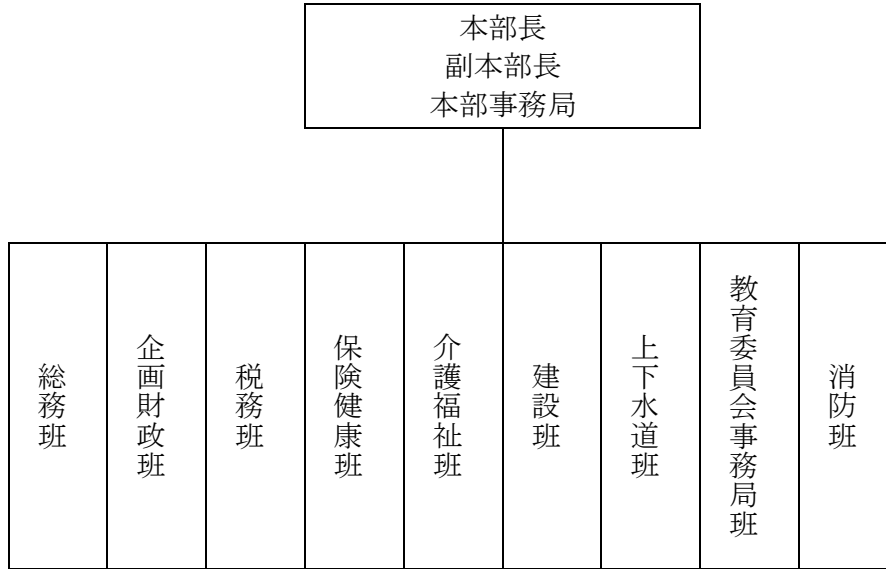 本部長
副本部長
本部事務局
総務班
企画財政班
税務班
保険健康班
介護福祉班
建設班
上下水道班
教育委員会事務局班
消防班